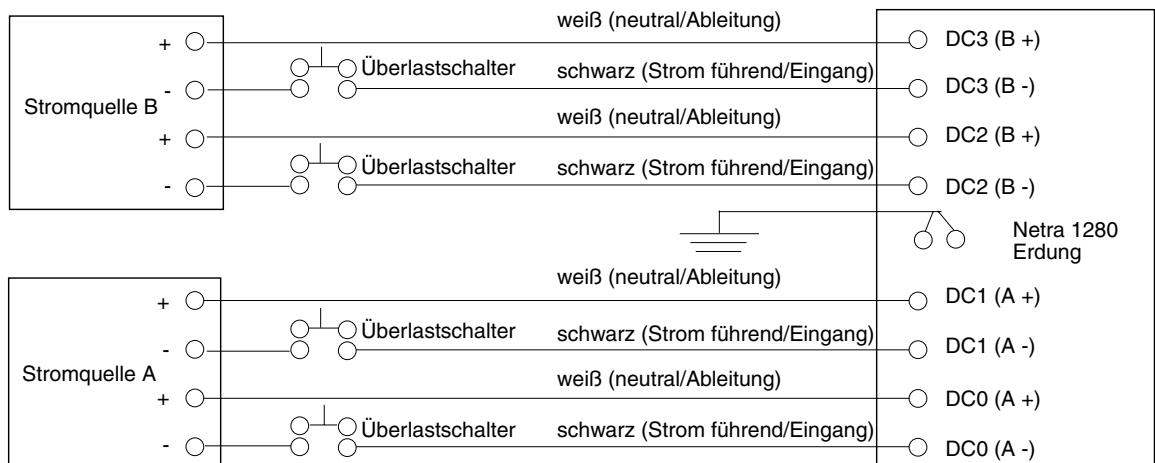 weiß (neutral/Ableitung)
+
DC3 (B +)
Überlastschalter
schwarz (Strom führend/Eingang)
-
DC3 (B -)
Stromquelle B
weiß (neutral/Ableitung)
+
DC2 (B +)
Überlastschalter
schwarz (Strom führend/Eingang)
-
DC2 (B -)
Netra 1280
Erdung
weiß (neutral/Ableitung)
+
DC1 (A +)
Überlastschalter
schwarz (Strom führend/Eingang)
-
DC1 (A -)
Stromquelle A
weiß (neutral/Ableitung)
+
DC0 (A +)
Überlastschalter
schwarz (Strom führend/Eingang)
-
DC0 (A -)